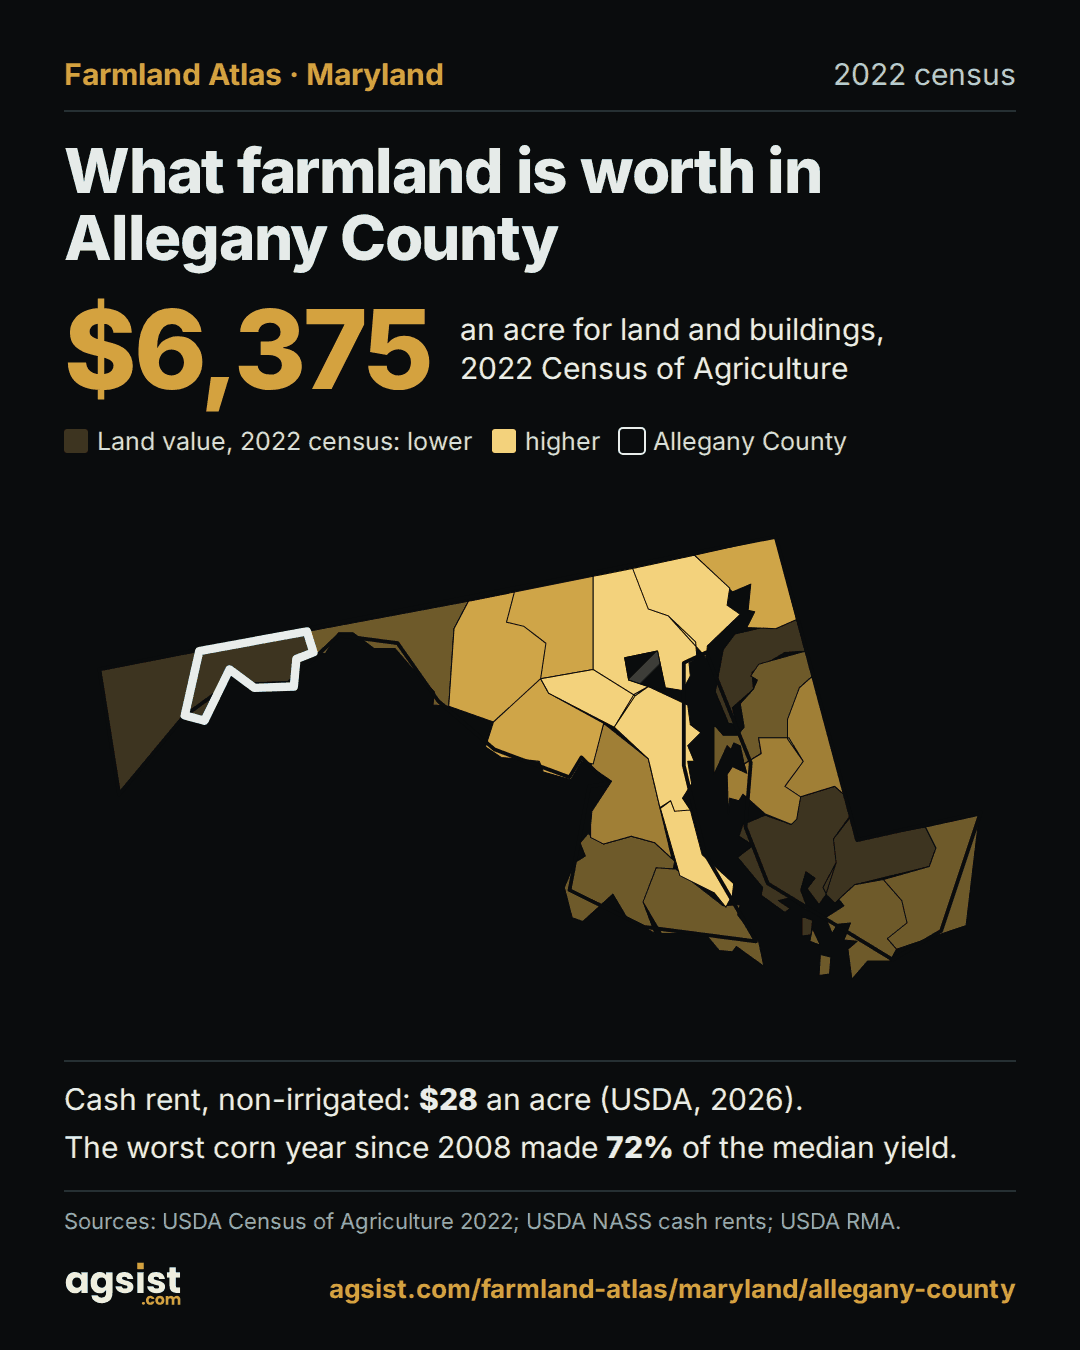 Farmland Atlas · Maryland
2022 census
What farmland is worth in
Allegany County
$6,375
an acre for land and buildings,
2022 Census of Agriculture
Land value, 2022 census: lower
higher
Allegany County
Cash rent, non-irrigated: $28 an acre (USDA, 2026).
The worst corn year since 2008 made 72% of the median yield.
Sources: USDA Census of Agriculture 2022; USDA NASS cash rents; USDA RMA.
agsist
.com
agsist.com/farmland-atlas/maryland/allegany-county